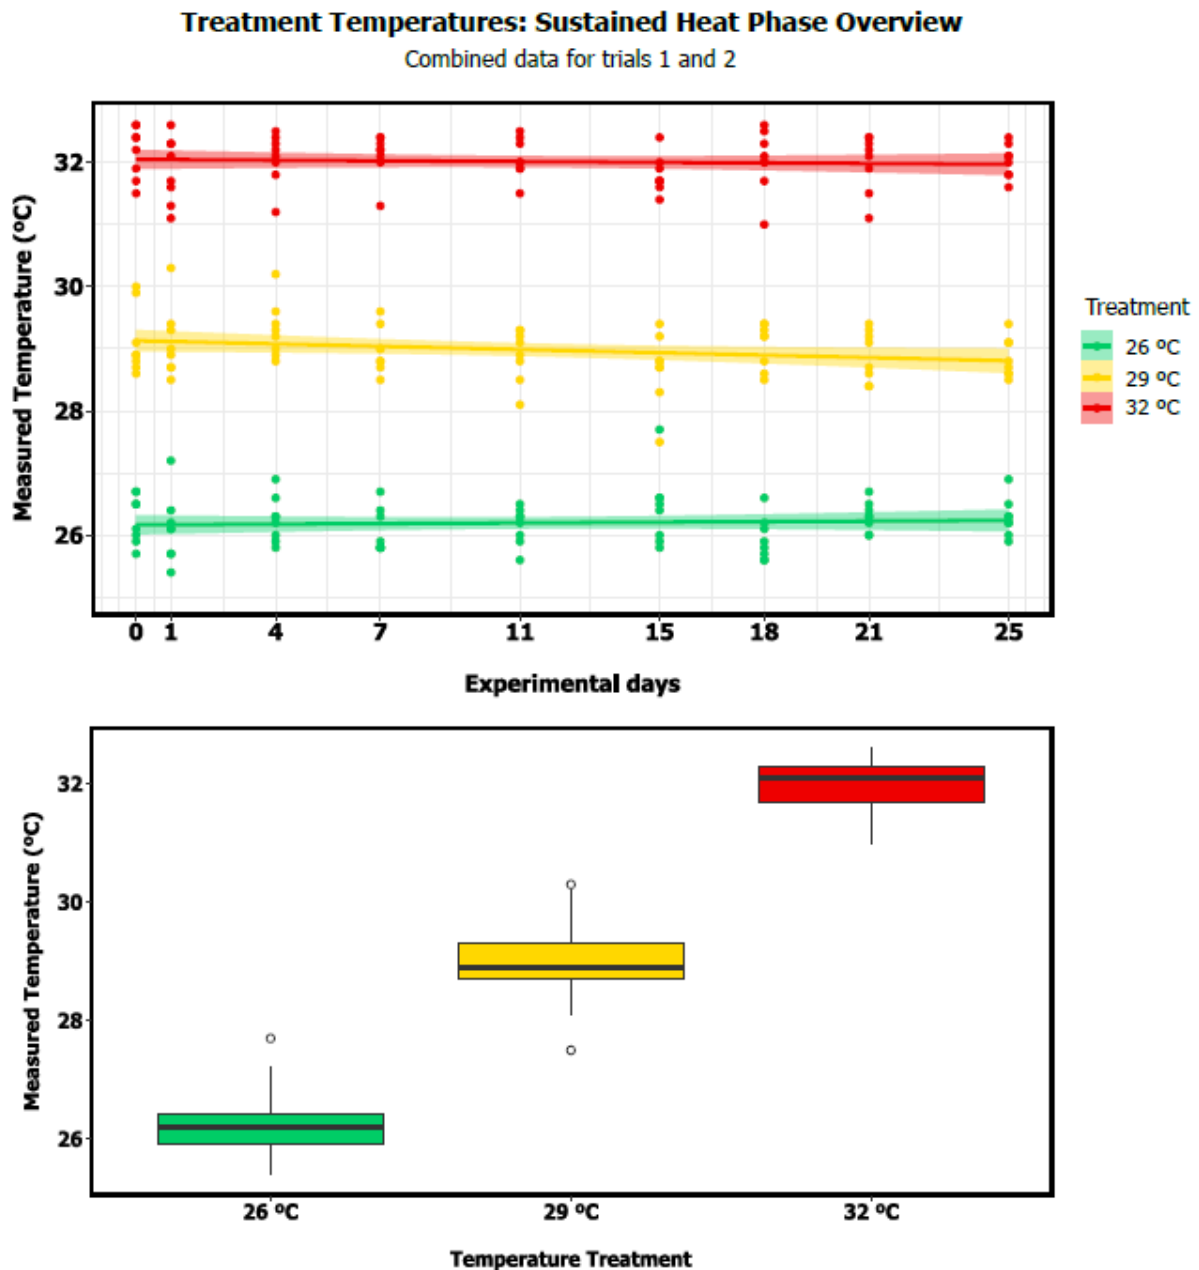 Treatment Temperatures: Sustained Heat Phase Overview
Combined data for trials 1 and 2
Measured Temperature (ºC)
32
30
28
26
0 1 4 7 11 15 18 21 25
Experimental days
Treatment
26 ºC
29 ºC
32 ºC
Measured Temperature (ºC)
32
30
28
26
26 ºC 29 ºC 32 ºC
Temperature Treatment